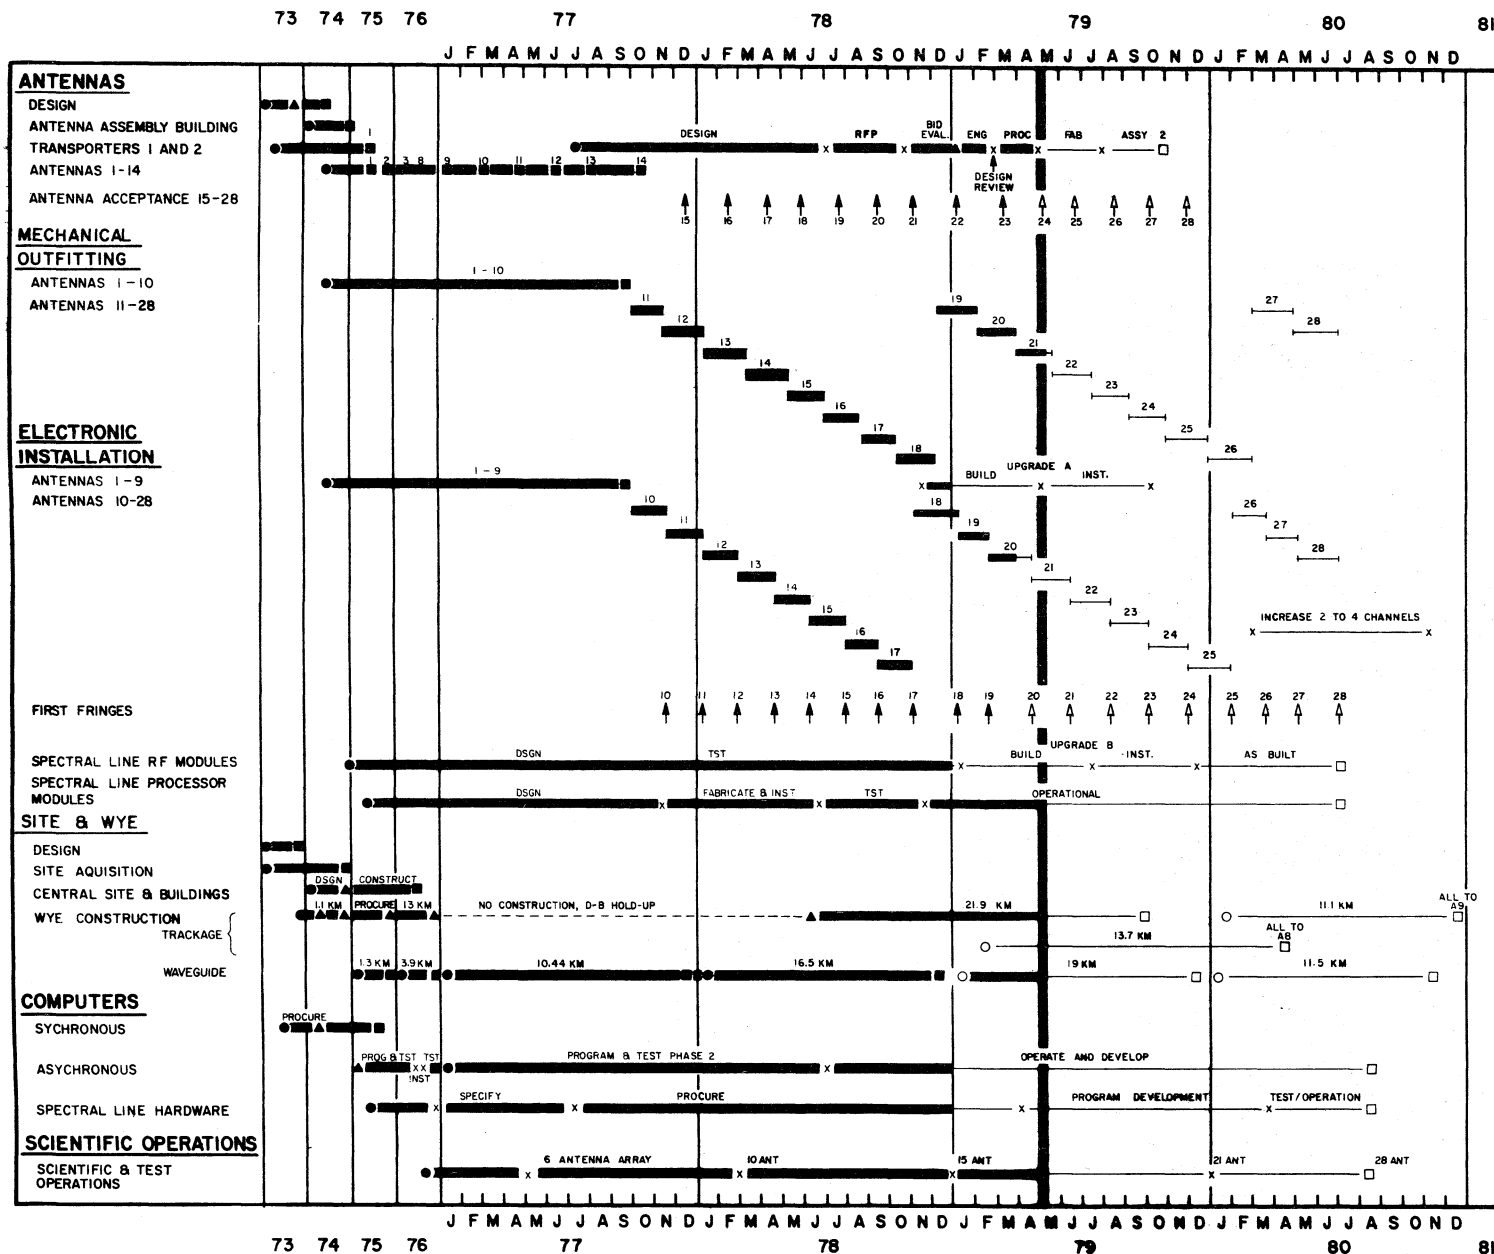 73 74 75 76 77 78 79 80 81
J F M A M J J A S O N D J F M A M J J A S O N D J F M A M J J A S O N D J F M A M J J A S O N D
ANTENNAS
DESIGN
ANTENNA ASSEMBLY BUILDING
1 DESIGN RFP BID EVAL. ENG PROC FAB ASSY 2
TRANSPORTERS 1 AND 2
1 2 3 8 9 10 11 12 13 14
ANTENNAS 1-14
DESIGN
REVIEW
ANTENNA ACCEPTANCE 15-28
15 16 17 18 19 20 21 22 23 24 25 26 27 28
MECHANICAL
OUTFITTING
1 - 10
ANTENNAS 1-10
ANTENNAS 11-28
11 19 27
12 20 28
13 21
14 22
15 23
16 24
17 25
18 26
ELECTRONIC
INSTALLATION
1 - 9
UPGRADE A
BUILD INST.
ANTENNAS 1-9
ANTENNAS 10-28
10 18 26
11 19 27
12 20 28
13 21
14 22
15 23
16 24
17 25
INCREASE 2 TO 4 CHANNELS
10 11 12 13 14 15 16 17 18 19 20 21 22 23 24 25 26 27 28
FIRST FRINGES
UPGRADE B
DSGN TST BUILD INST. AS BUILT
SPECTRAL LINE RF MODULES
SPECTRAL LINE PROCESSOR
MODULES
DSGN FABRICATE & INST TST OPERATIONAL
SITE & WYE
DESIGN
SITE AQUISITION
DSGN CONSTRUCT
CENTRAL SITE & BUILDINGS
1.1 KM PROCURE 13 KM NO CONSTRUCTION, D-B HOLD-UP 21.9 KM 11.1 KM ALL TO A9
WYE CONSTRUCTION
TRACKAGE
13.7 KM ALL TO A8
1.3 KM 3.9 KM 10.44 KM 16.5 KM 19 KM 11.5 KM
WAVEGUIDE
COMPUTERS
PROCURE
SYCHRONOUS
PROG & TST TST PROGRAM & TEST PHASE 2 OPERATE AND DEVELOP
ASYCHRONOUS
INST
SPECIFY PROCURE PROGRAM DEVELOPMENT TEST/OPERATION
SPECTRAL LINE HARDWARE
SCIENTIFIC OPERATIONS
6 ANTENNA ARRAY 10 ANT 15 ANT 21 ANT 28 ANT
SCIENTIFIC & TEST
OPERATIONS
J F M A M J J A S O N D J F M A M J J A S O N D J F M A M J J A S O N D J F M A M J J A S O N D
73 74 75 76 77 78 79 80 81